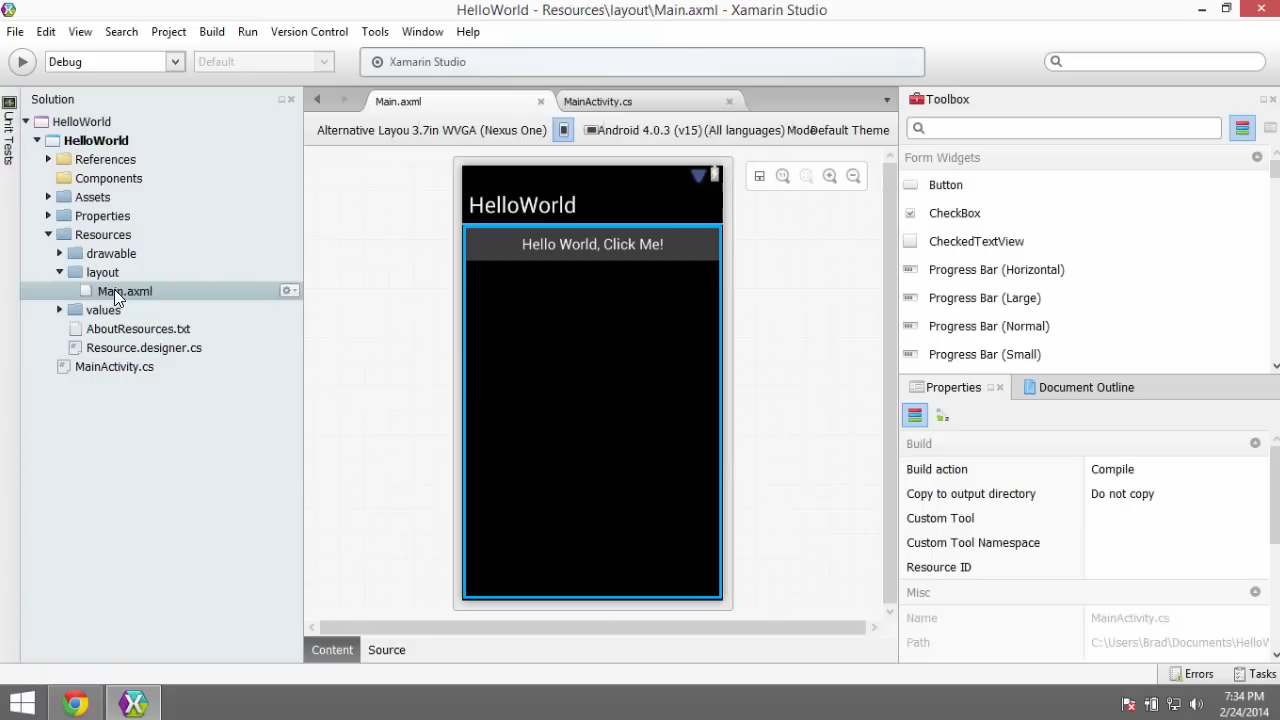 HelloWorld - Resources\layout\Main.axml - Xamarin Studio
File Edit View Search Project Build Run Version Control Tools Window Help
Debug Default Xamarin Studio
Unit Tests
Solution
HelloWorld
HelloWorld
References
Components
Assets
Properties
Resources
drawable
layout
Main.axml
values
AboutResources.txt
Resource.designer.cs
MainActivity.cs
Main.axml MainActivity.cs
Alternative Layou 3.7in WVGA (Nexus One) Android 4.0.3 (v15) (All languages) Mode Default Theme
1:1
HelloWorld
Hello World, Click Me!
Content Source
Toolbox
Form Widgets
Button
CheckBox
CheckedTextView
Progress Bar (Horizontal)
Progress Bar (Large)
Progress Bar (Normal)
Progress Bar (Small)
Properties Document Outline
Build
Build action Compile
Copy to output directory Do not copy
Custom Tool
Custom Tool Namespace
Resource ID
Misc
Name MainActivity.cs
Path C:\Users\Brad\Documents\HelloW
Errors Tasks
7:34 PM
2/24/2014